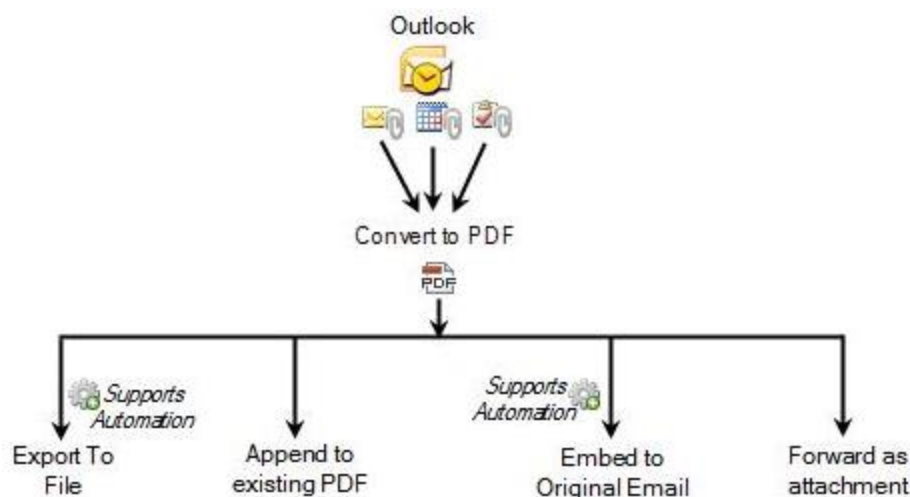 Outlook
Convert to PDF
PDF
Supports
Automation
Supports
Automation
Export To
File
Append to
existing PDF
Embed to
Original Email
Forward as
attachment